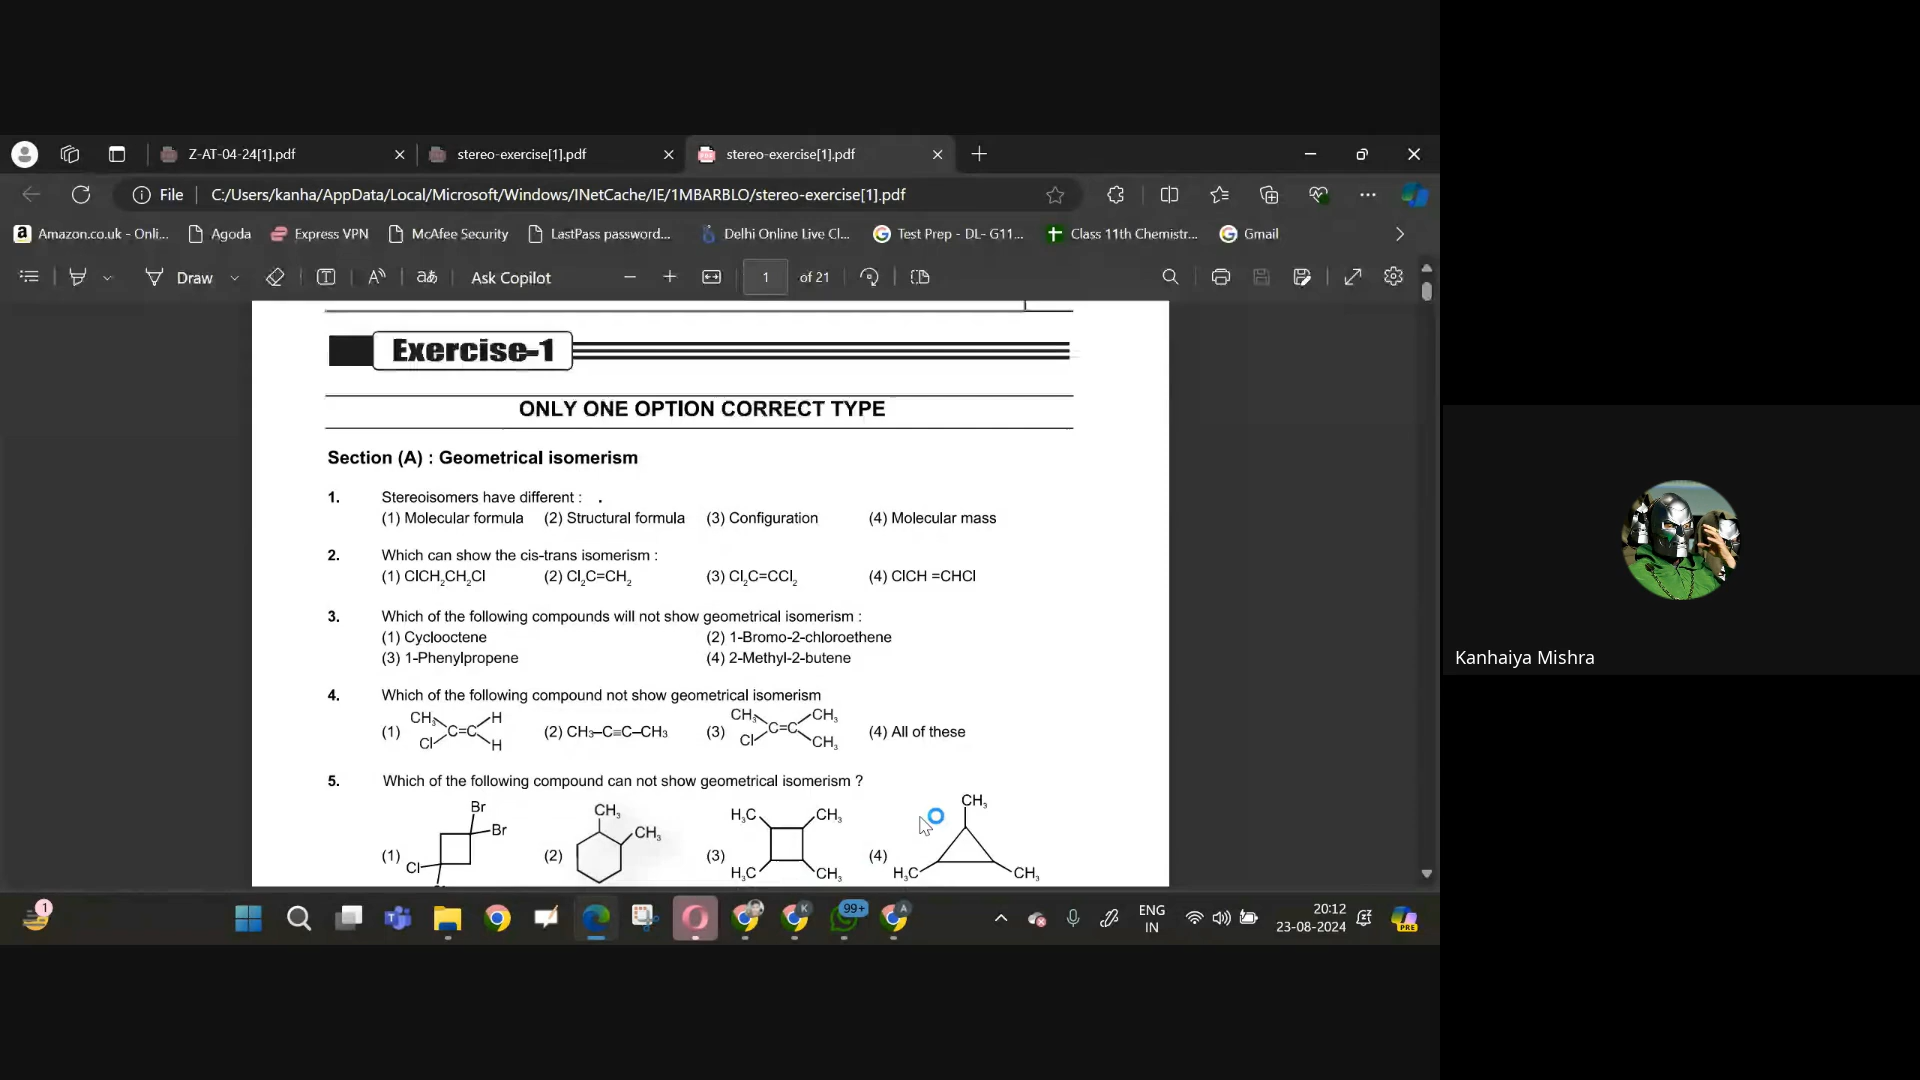 Z-AT-04-24[1].pdf
stereo-exercise[1].pdf
stereo-exercise[1].pdf
File C:/Users/kanha/AppData/Local/Microsoft/Windows/INetCache/IE/1MBARBLO/stereo-exercise[1].pdf
Amazon.co.uk - Onli... Agoda Express VPN McAfee Security LastPass password... Delhi Online Live Cl... Test Prep - DL- G11... Class 11th Chemistr... Gmail
Draw Ask Copilot 1 of 21
Exercise-1
ONLY ONE OPTION CORRECT TYPE
Section (A) : Geometrical isomerism
1. Stereoisomers have different : .
(1) Molecular formula (2) Structural formula (3) Configuration (4) Molecular mass
2. Which can show the cis-trans isomerism :
(1) ClCH₂CH₂Cl (2) Cl₂C=CH₂ (3) Cl₂C=CCl₂ (4) ClCH =CHCl
3. Which of the following compounds will not show geometrical isomerism :
(1) Cyclooctene (2) 1-Bromo-2-chloroethene
(3) 1-Phenylpropene (4) 2-Methyl-2-butene
4. Which of the following compound not show geometrical isomerism
CH₃ H CH₃ CH₃
(1) C=C (2) CH₃–C≡C–CH₃ (3) C=C (4) All of these
Cl H Cl CH₃
5. Which of the following compound can not show geometrical isomerism ?
Br CH₃ CH₃
Br CH₃ H₃C CH₃
(1) (2) (3) (4)
Cl H₃C CH₃ H₃C CH₃
Kanhaiya Mishra
1 99+ K A ENG 20:12
IN 23-08-2024 PRE